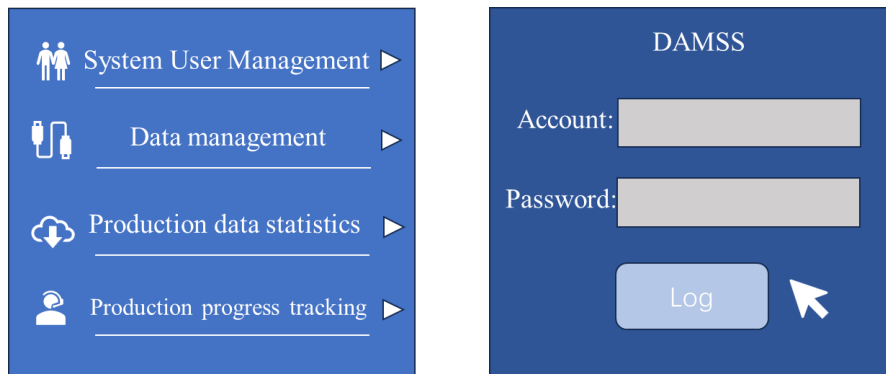 System User Management
Data management
Production data statistics
Production progress tracking
DAMSS
Account:
Password:
Log